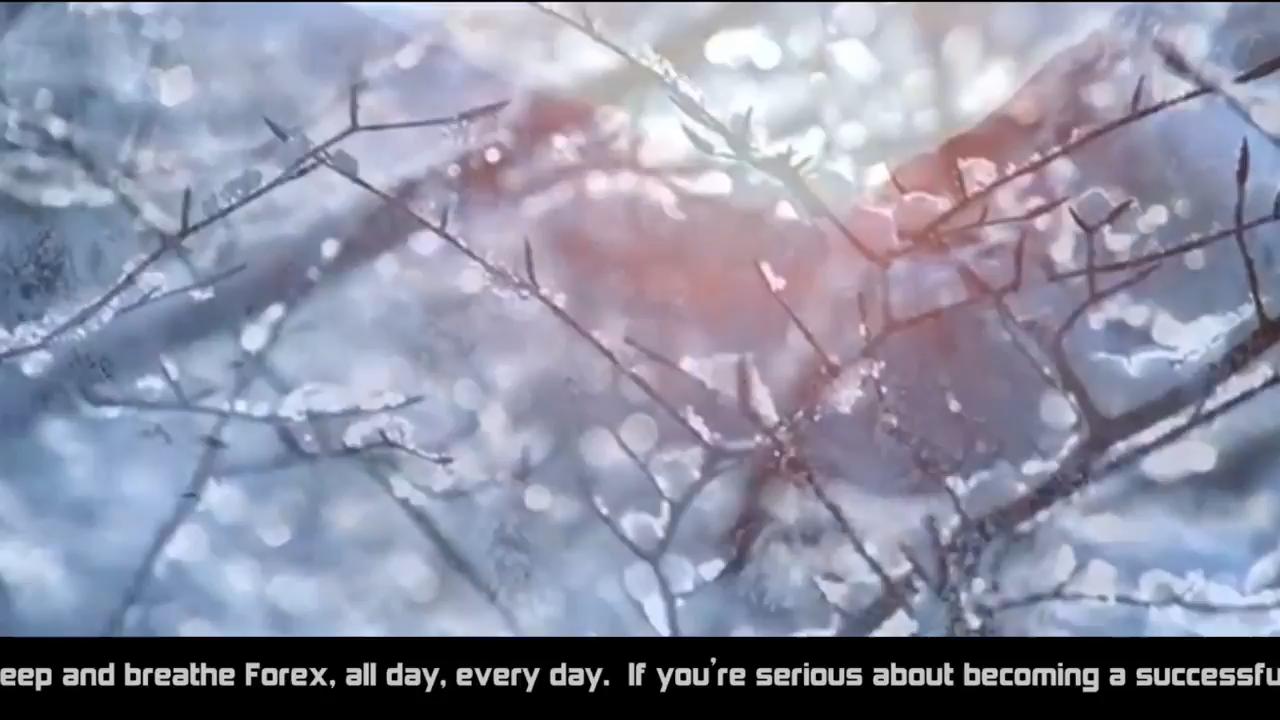 eep and breathe Forex, all day, every day. If you're serious about becoming a successfu